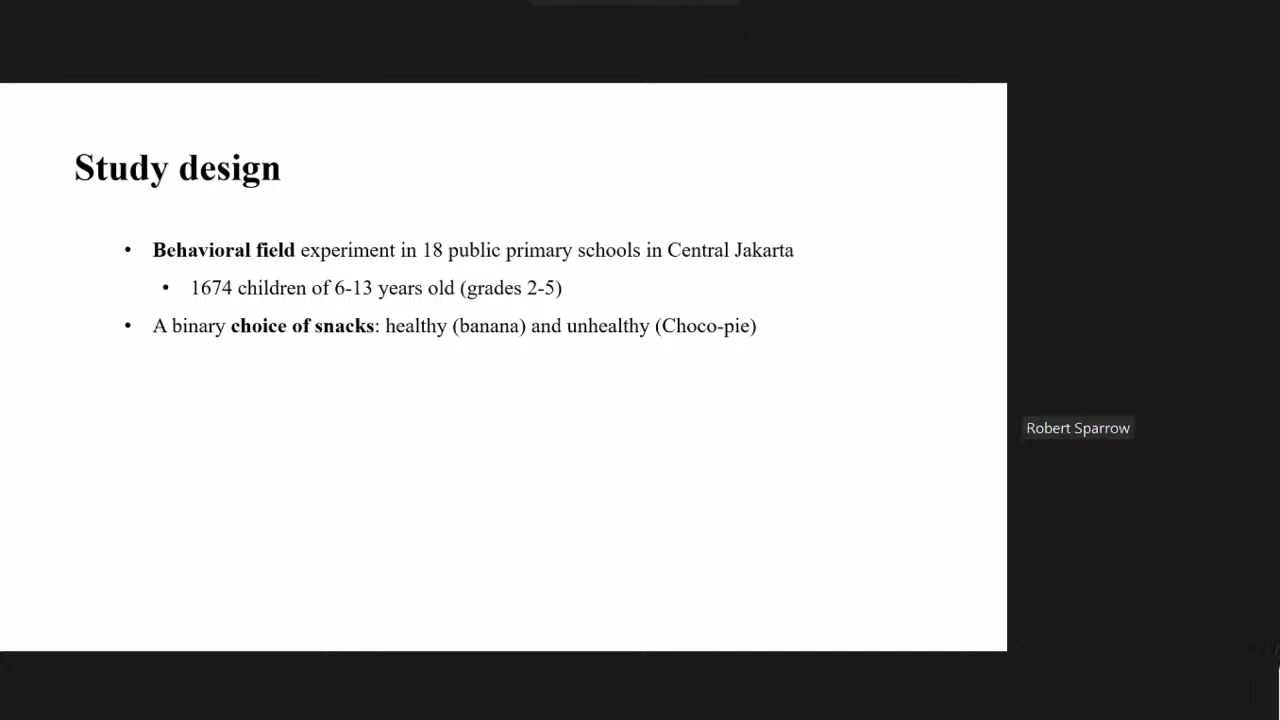 Study design
• Behavioral field experiment in 18 public primary schools in Central Jakarta
• 1674 children of 6-13 years old (grades 2-5)
• A binary choice of snacks: healthy (banana) and unhealthy (Choco-pie)
Robert Sparrow